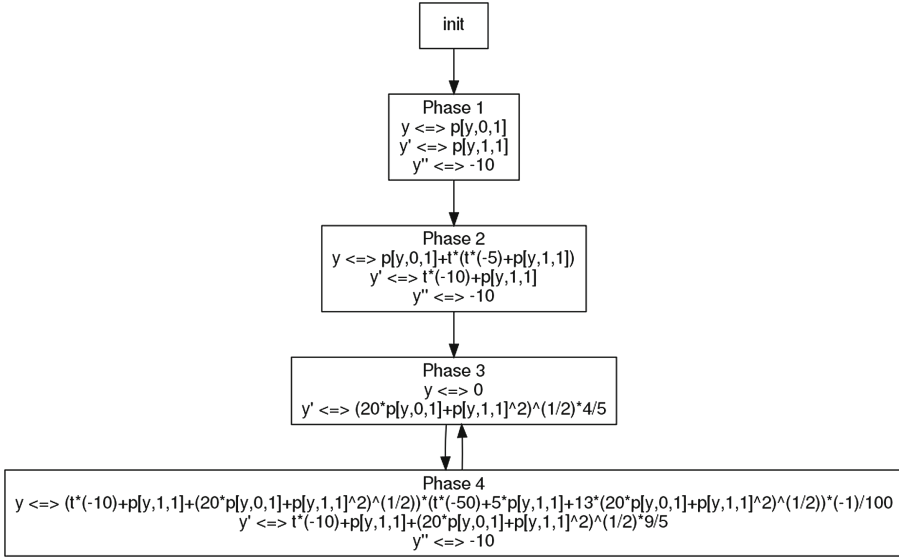 init
Phase 1
y <=> p[y,0,1]
y' <=> p[y,1,1]
y'' <=> -10
Phase 2
y <=> p[y,0,1]+t*(t*(-5)+p[y,1,1])
y' <=> t*(-10)+p[y,1,1]
y'' <=> -10
Phase 3
y <=> 0
y' <=> (20*p[y,0,1]+p[y,1,1]^2)^(1/2)*4/5
Phase 4
y <=> (t*(-10)+p[y,1,1]+(20*p[y,0,1]+p[y,1,1]^2)^(1/2))*(t*(-50)+5*p[y,1,1]+13*(20*p[y,0,1]+p[y,1,1]^2)^(1/2))*(-1)/100
y' <=> t*(-10)+p[y,1,1]+(20*p[y,0,1]+p[y,1,1]^2)^(1/2)*9/5
y'' <=> -10